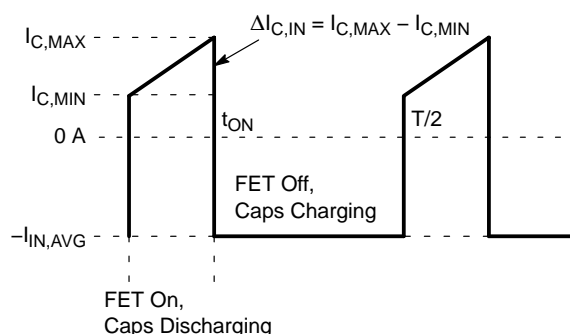 I_C,MAX
ΔI_C,IN = I_C,MAX – I_C,MIN
I_C,MIN
0 A
t_ON
T/2
FET Off,
Caps Charging
–I_IN,AVG
FET On,
Caps Discharging